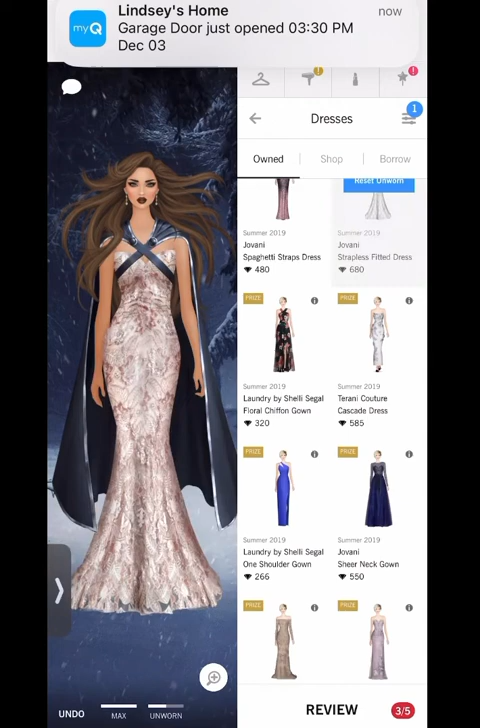 myQ
Lindsey's Home
now
Garage Door just opened 03:30 PM
Dec 03
!
!
Dresses
1
Owned
Shop
Borrow
Reset Unworn
Summer 2019
Jovani
Spaghetti Straps Dress
480
Summer 2019
Jovani
Strapless Fitted Dress
680
PRIZE
i
Summer 2019
Laundry by Shelli Segal
Floral Chiffon Gown
320
PRIZE
i
Summer 2019
Terani Couture
Cascade Dress
585
PRIZE
i
Summer 2019
Laundry by Shelli Segal
One Shoulder Gown
266
PRIZE
i
Summer 2019
Jovani
Sheer Neck Gown
550
PRIZE
i
PRIZE
i
UNDO
MAX
UNWORN
REVIEW
3/5